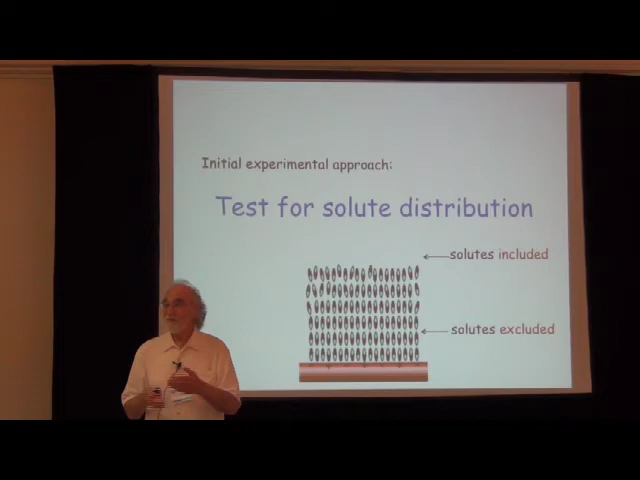 Initial experimental approach:
Test for solute distribution
solutes included
solutes excluded